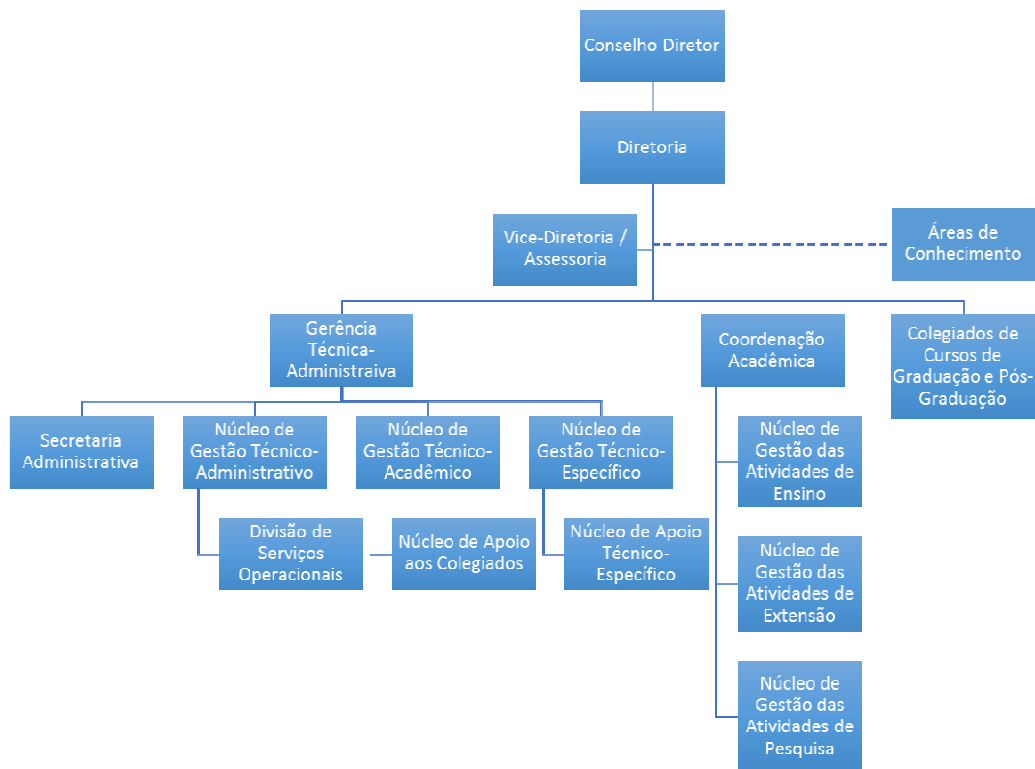 Conselho Diretor
Diretoria
Vice-Diretoria /
Assessoria
Áreas de
Conhecimento
Gerência
Técnica-
Administraiva
Coordenação
Acadêmica
Colegiados de
Cursos de
Graduação e Pós-
Graduação
Secretaria
Administrativa
Núcleo de
Gestão Técnico-
Administrativo
Núcleo de
Gestão Técnico-
Acadêmico
Núcleo de
Gestão Técnico-
Específico
Núcleo de
Gestão das
Atividades de
Ensino
Divisão de
Serviços
Operacionais
Núcleo de Apoio
aos Colegiados
Núcleo de Apoio
Técnico-
Específico
Núcleo de
Gestão das
Atividades de
Extensão
Núcleo de
Gestão das
Atividades de
Pesquisa